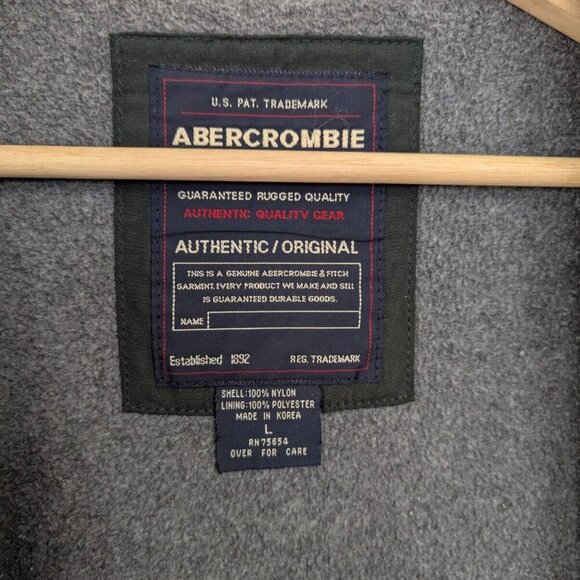 U.S. PAT. TRADEMARK
ABERCROMBIE
GUARANTEED RUGGED QUALITY
AUTHENTIC QUALITY GEAR
AUTHENTIC / ORIGINAL
THIS IS A GENUINE ABERCROMBIE & FITCH
GARMENT. EVERY PRODUCT WE MAKE AND SELL
IS GUARANTEED DURABLE GOODS.
NAME
Established 1892 REG. TRADEMARK
SHELL:100% NYLON
LINING:100% POLYESTER
MADE IN KOREA
L
RN75654
OVER FOR CARE